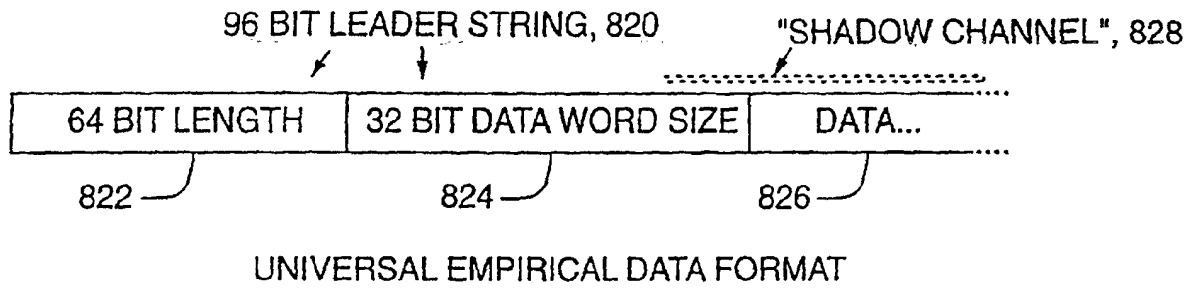 96 BIT LEADER STRING, 820
"SHADOW CHANNEL", 828
64 BIT LENGTH
32 BIT DATA WORD SIZE
DATA...
822
824
826
UNIVERSAL EMPIRICAL DATA FORMAT